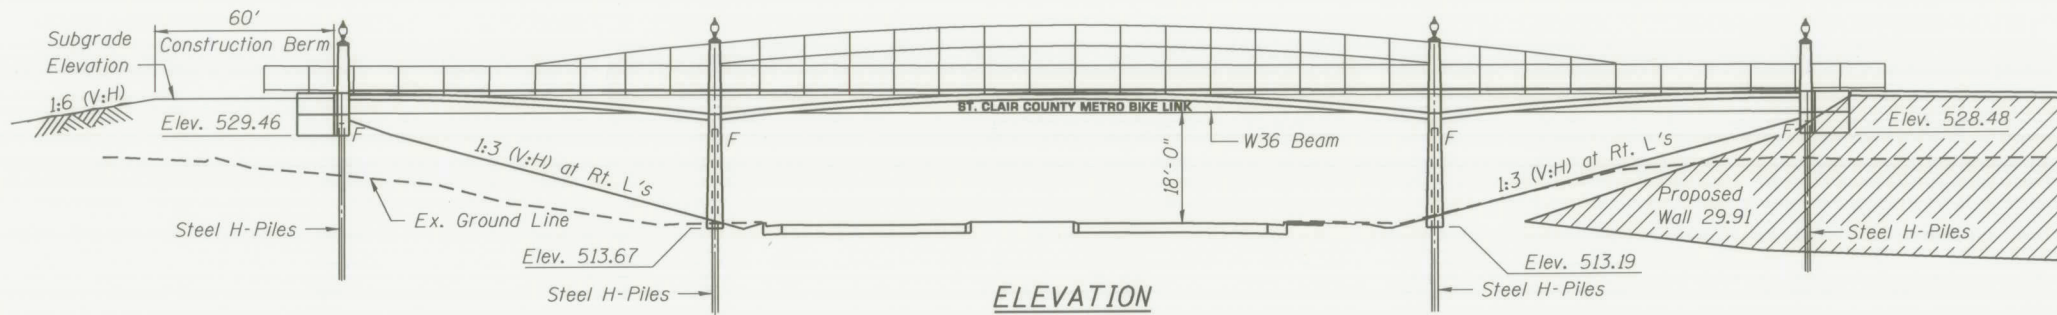 60'
Subgrade
Elevation
Construction Berm
1:6 (V:H)
Elev. 529.46
F
1:3 (V:H) at Rt. L's
Ex. Ground Line
Steel H-Piles
Elev. 513.67
Steel H-Piles
F
ST. CLAIR COUNTY METRO BIKE LINK
18'-0"
W36 Beam
ELEVATION
F
1:3 (V:H) at Rt. L's
F
Elev. 528.48
Proposed
Wall 29.91
Steel H-Piles
Elev. 513.19
Steel H-Piles